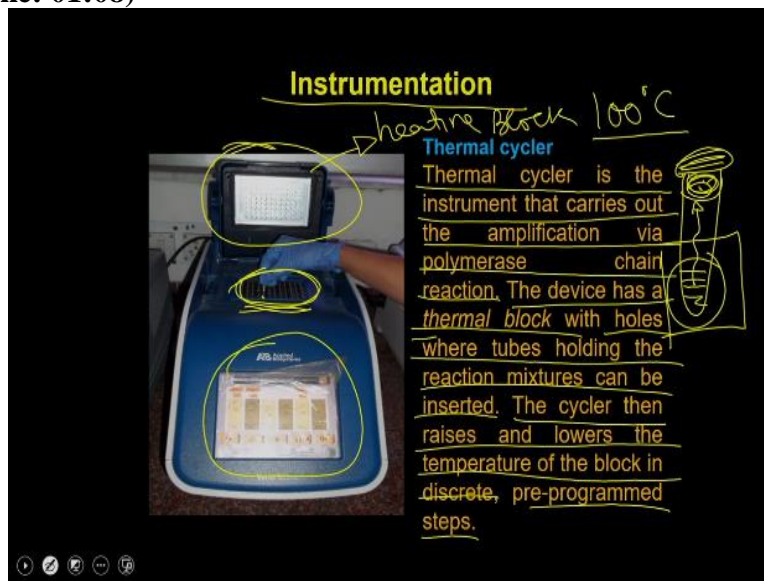 Instrumentation
heating Block 100°C
Thermal cycler
Thermal cycler is the
instrument that carries out
the amplification via
polymerase chain
reaction. The device has a
thermal block with holes
where tubes holding the
reaction mixtures can be
inserted. The cycler then
raises and lowers the
temperature of the block in
discrete, pre-programmed
steps.